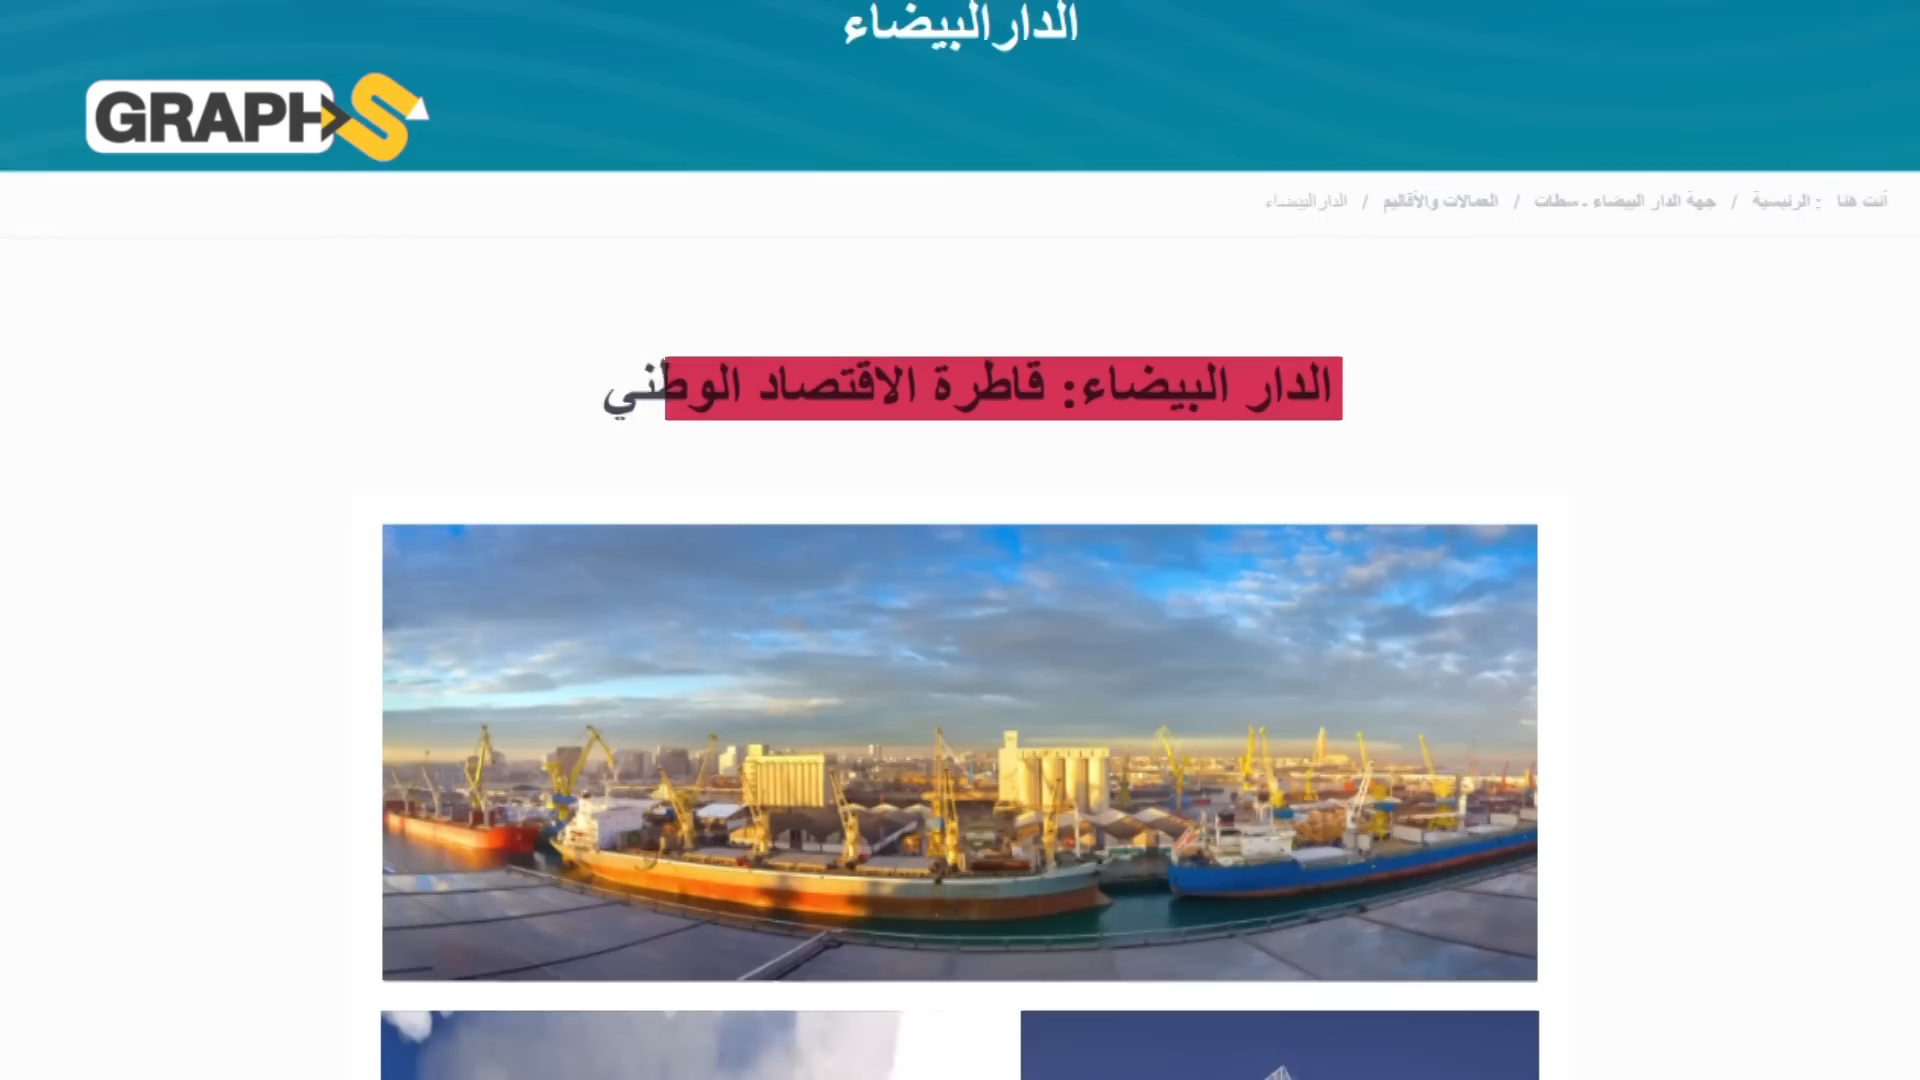 الدار البيضاء
GRAPHS
أنت هنا : الرئيسية / جهة الدار البيضاء - سطات / العمالات والأقاليم / الدار البيضاء
الدار البيضاء: قاطرة الاقتصاد الوطني